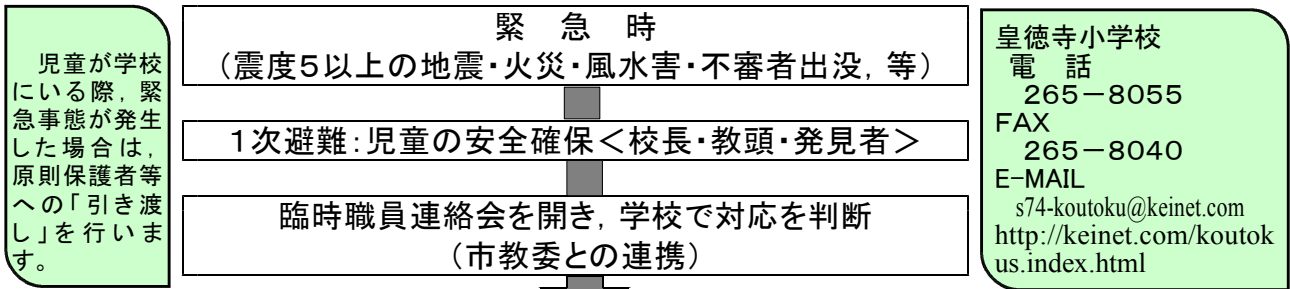 児童が学校
にいる際，緊
急事態が発生
した場合は，
原則保護者等
への「引き渡
し」を行いま
す。
緊　急　時
（震度５以上の地震・火災・風水害・不審者出没，等）
１次避難：児童の安全確保＜校長・教頭・発見者＞
臨時職員連絡会を開き，学校で対応を判断
（市教委との連携）
皇徳寺小学校
電　話
２６５－８０５５
FAX
２６５－８０４０
E-MAIL
s74-koutoku@keinet.com
http://keinet.com/koutok
us.index.html